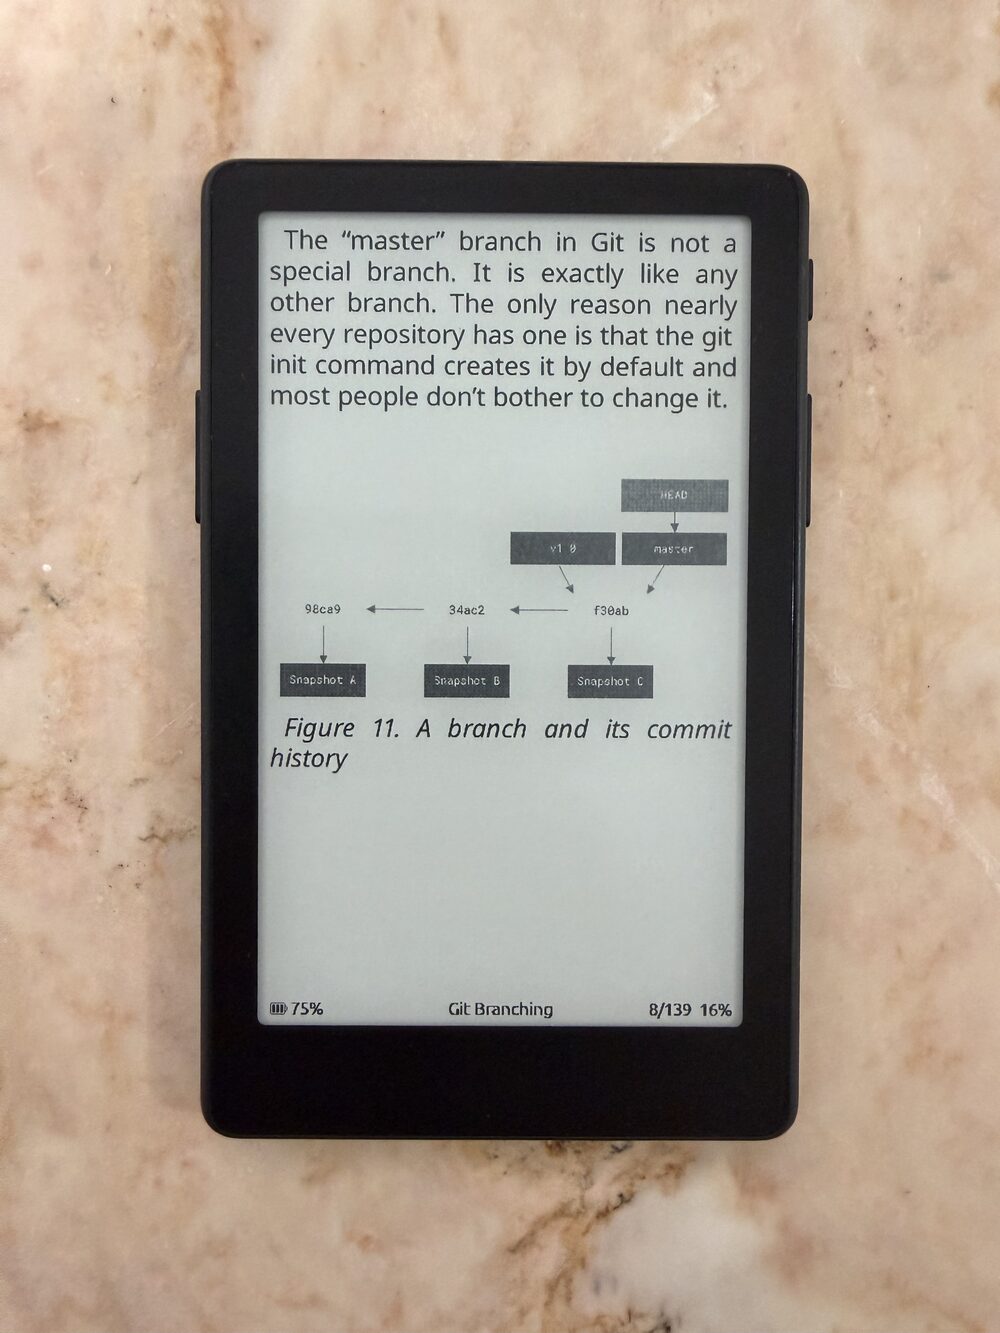 The “master” branch in Git is not a
special branch. It is exactly like any
other branch. The only reason nearly
every repository has one is that the git
init command creates it by default and
most people don’t bother to change it.
HEAD
v1 0 master
98ca9 34ac2 f30ab
Snapshot A Snapshot B Snapshot C
Figure 11. A branch and its commit
history
75% Git Branching 8/139 16%